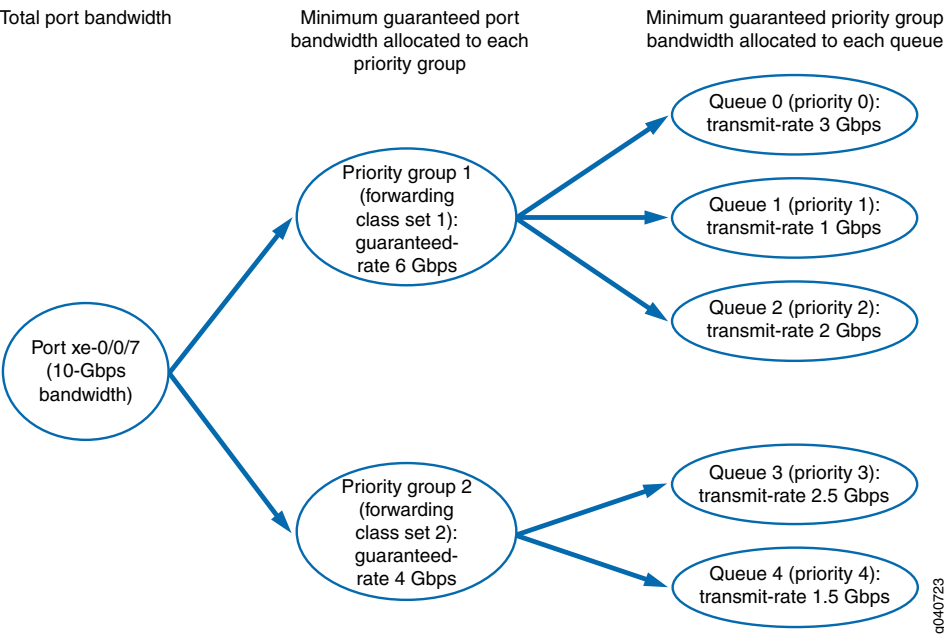 Total port bandwidth
Minimum guaranteed port
bandwidth allocated to each
priority group
Minimum guaranteed priority group
bandwidth allocated to each queue
Port xe-0/0/7
(10-Gbps
bandwidth)
Priority group 1
(forwarding
class set 1):
guaranteed-
rate 6 Gbps
Queue 0 (priority 0):
transmit-rate 3 Gbps
Queue 1 (priority 1):
transmit-rate 1 Gbps
Queue 2 (priority 2):
transmit-rate 2 Gbps
Priority group 2
(forwarding
class set 2):
guaranteed-
rate 4 Gbps
Queue 3 (priority 3):
transmit-rate 2.5 Gbps
Queue 4 (priority 4):
transmit-rate 1.5 Gbps
g040723